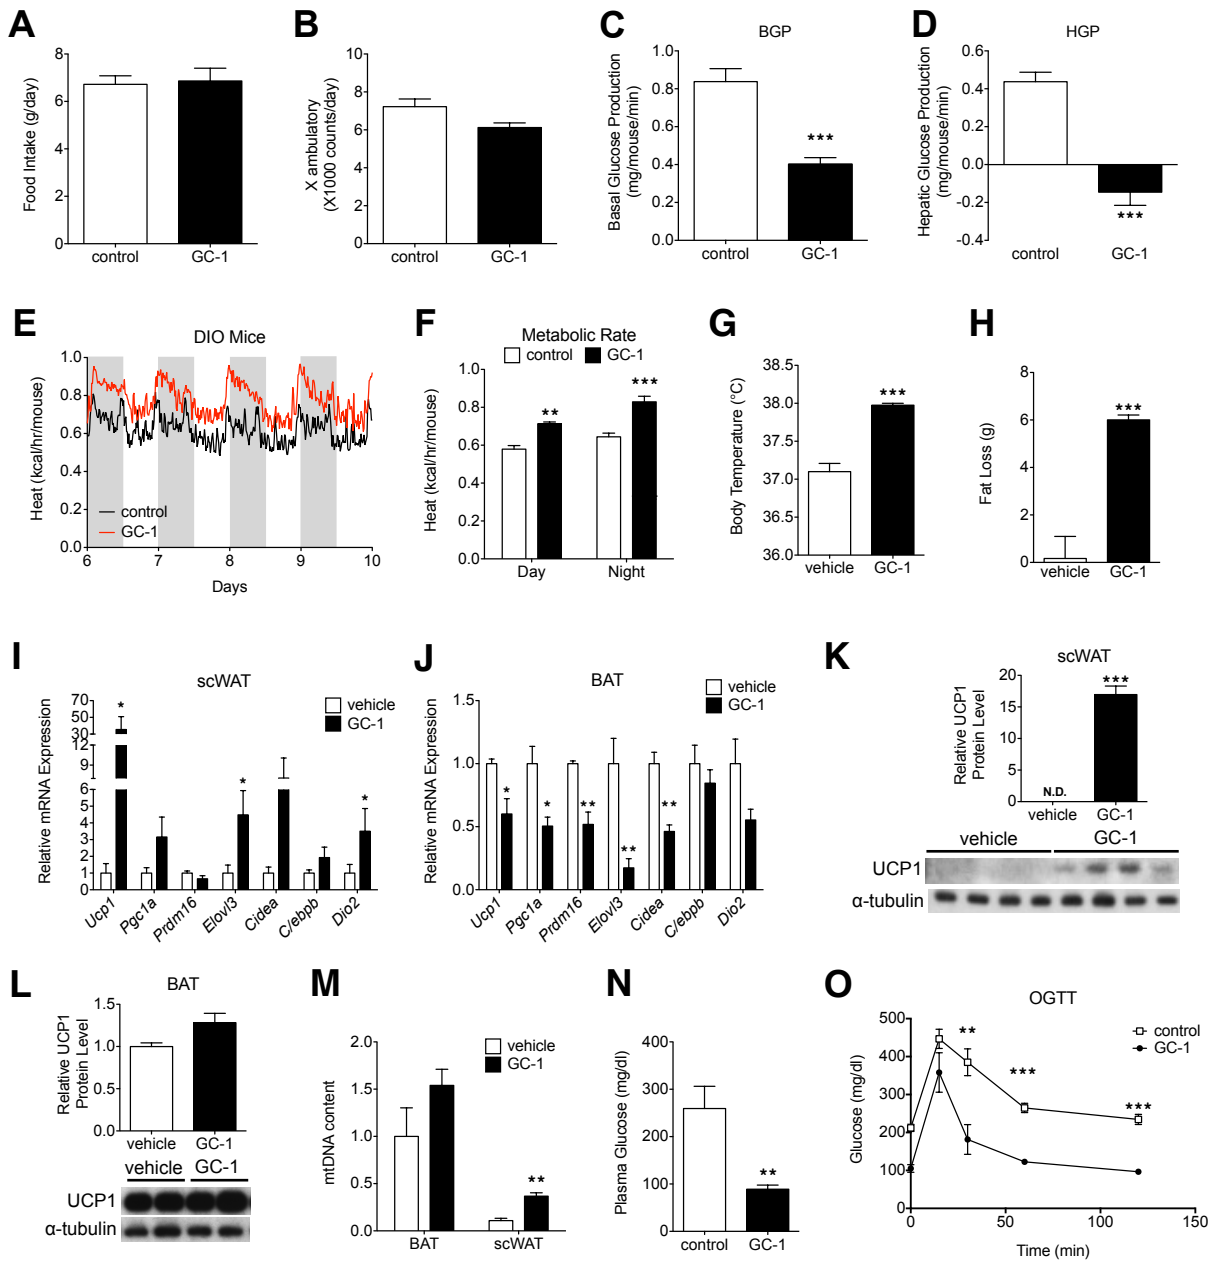 A
Food Intake (g/day)
8
6
4
2
0
control
GC-1
B
X ambulatory
(X1000 counts/day)
10
8
6
4
2
0
control
GC-1
C
BGP
Basal Glucose Production
(mg/mouse/min)
1.0
0.8
0.6
0.4
0.2
0.0
***
control
GC-1
D
HGP
Hepatic Glucose Production
(mg/mouse/min)
0.6
0.4
0.2
0.0
-0.2
-0.4
***
control
GC-1
E
DIO Mice
Heat (kcal/hr/mouse)
1.0
0.8
0.6
0.4
0.2
0.0
control
GC-1
6 7 8 9 10
Days
F
Metabolic Rate
control GC-1
Heat (kcal/hr/mouse)
1.0
0.8
0.6
0.4
0.2
0.0
**
***
Day Night
G
Body Temperature (°C)
38.5
38.0
37.5
37.0
36.5
36.0
***
vehicle GC-1
H
Fat Loss (g)
8
6
4
2
0
***
vehicle GC-1
I
scWAT
vehicle
GC-1
Relative mRNA Expression
70
50
30
12
9
6
5
4
3
2
1
0
*
*
*
Ucp1 Pgc1a Prdm16 Elovl3 Cidea C/ebpb Dio2
J
BAT
vehicle
GC-1
Relative mRNA Expression
1.5
1.0
0.5
0.0
*
*
**
**
**
Ucp1 Pgc1a Prdm16 Elovl3 Cidea C/ebpb Dio2
K
scWAT
Relative UCP1
Protein Level
20
15
10
5
0
N.D.
***
vehicle GC-1
vehicle GC-1
UCP1
α-tubulin
L
BAT
Relative UCP1
Protein Level
1.5
1.0
0.5
0.0
vehicle GC-1
vehicle GC-1
UCP1
α-tubulin
M
vehicle
GC-1
mtDNA content
2.0
1.5
1.0
0.5
0.0
**
BAT scWAT
N
Plasma Glucose (mg/dl)
400
300
200
100
0
**
control GC-1
O
OGTT
control
GC-1
Glucose (mg/dl)
500
400
300
200
100
0
**
***
***
0 50 100 150
Time (min)